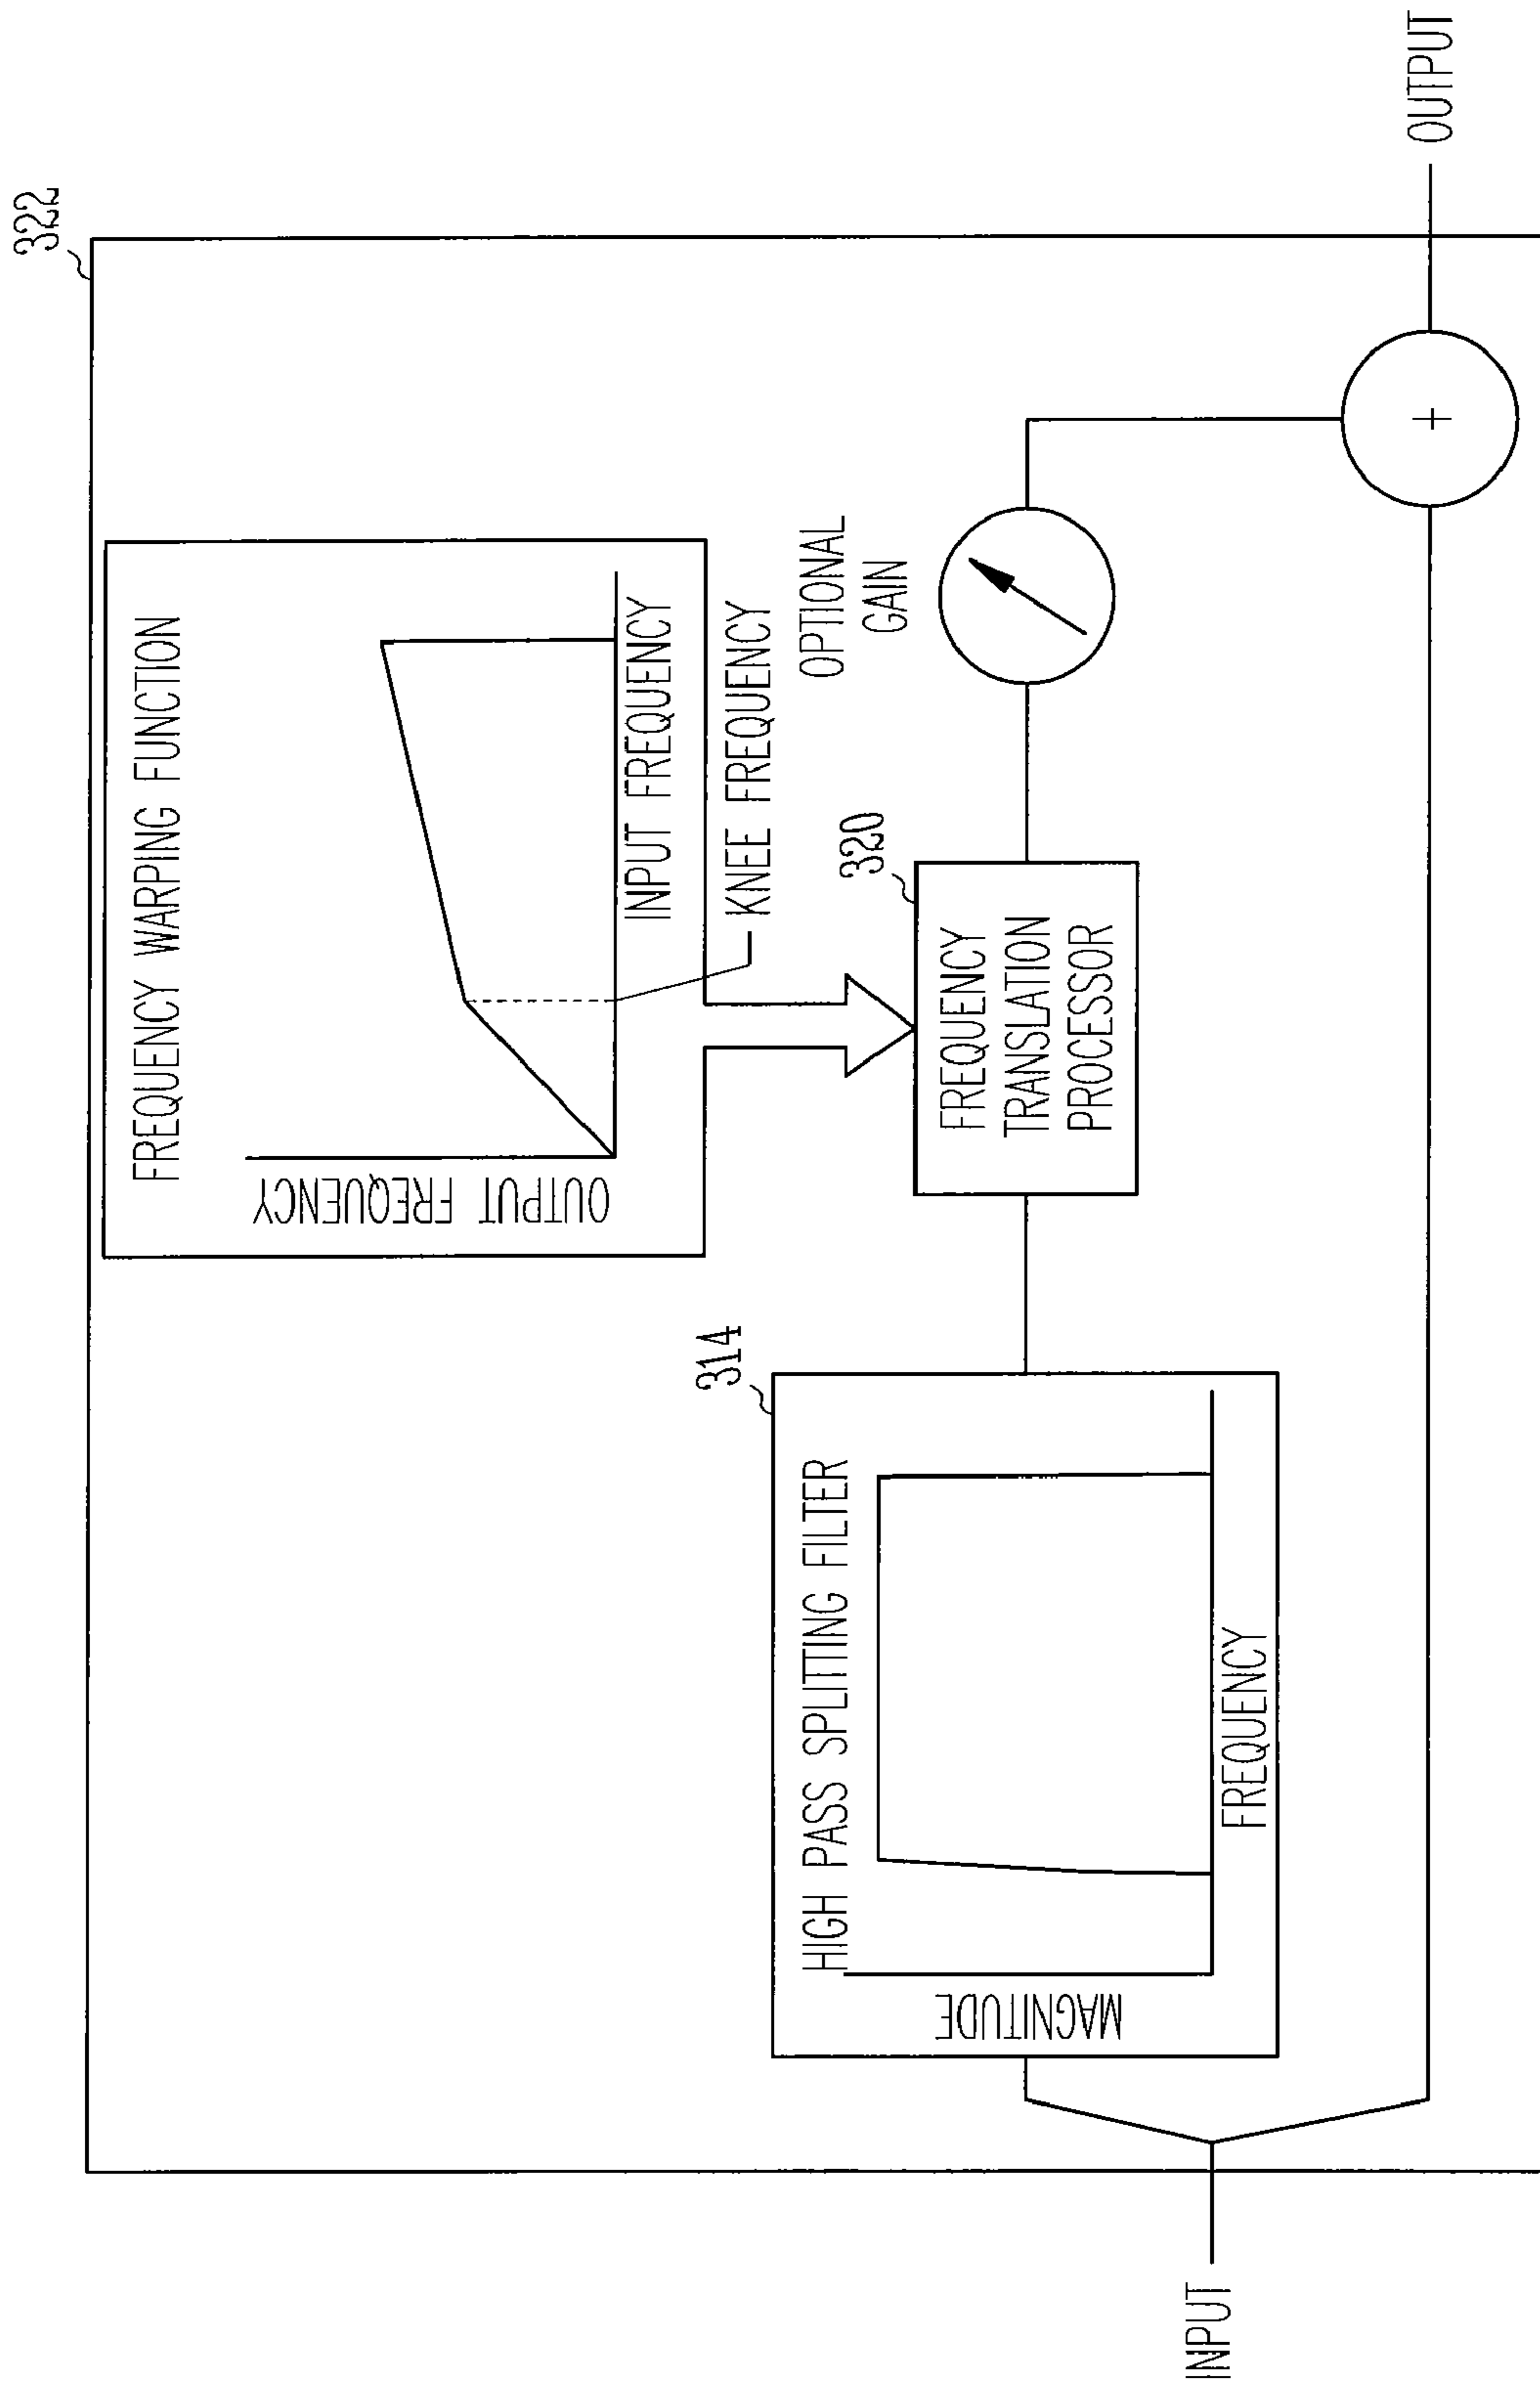 322
FREQUENCY WARPING FUNCTION
OUTPUT FREQUENCY
INPUT FREQUENCY
KNEE FREQUENCY
314
HIGH PASS SPLITTING FILTER
MAGNITUDE
FREQUENCY
320
FREQUENCY
TRANSLATION
PROCESSOR
OPTIONAL
GAIN
INPUT
+
OUTPUT